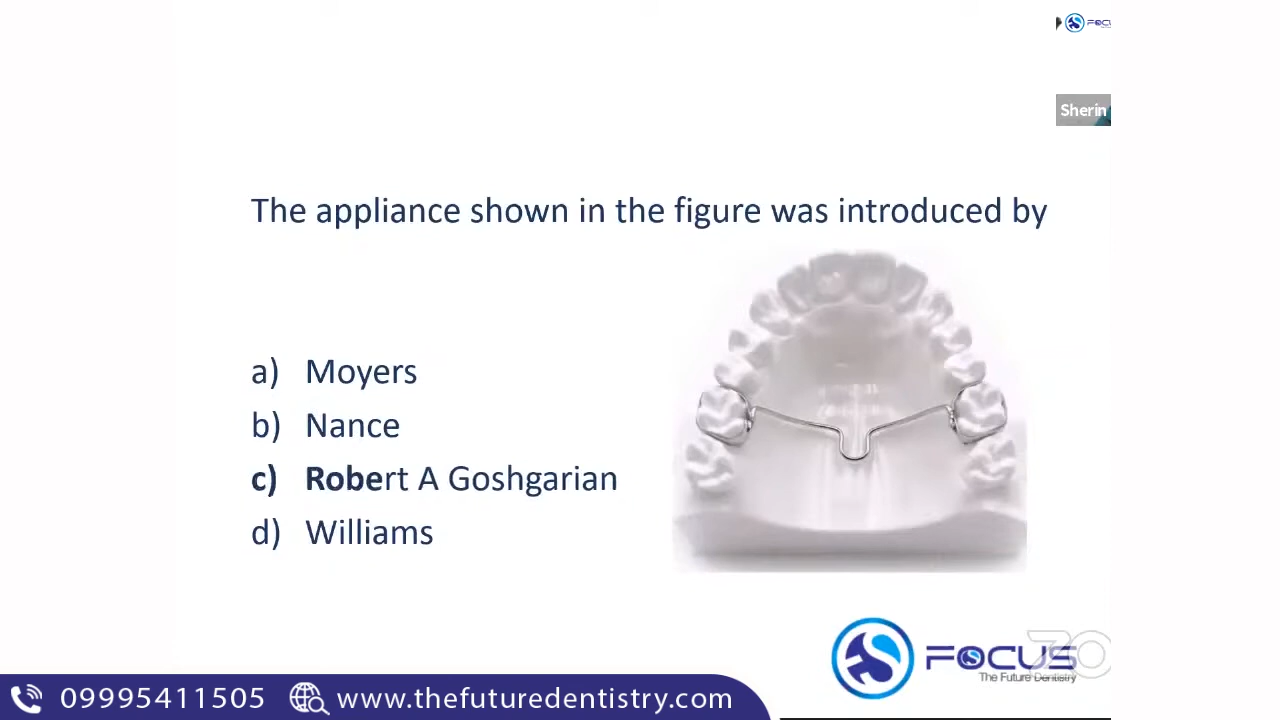 FOCU
Sherin
The appliance shown in the figure was introduced by
a) Moyers
b) Nance
c) Robert A Goshgarian
d) Williams
FOCUS
The Future Dentistry
09995411505 www.thefuturedentistry.com